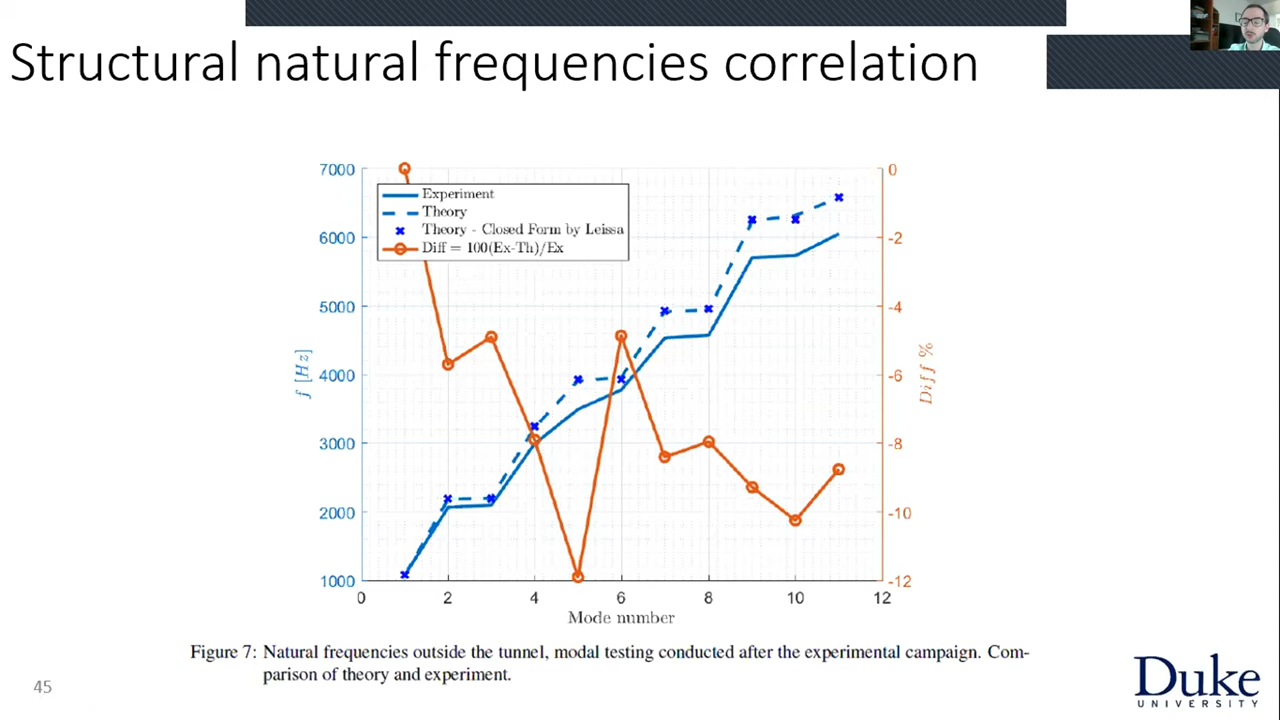 Structural natural frequencies correlation
7000
6000
5000
4000
3000
2000
1000
f [Hz]
Experiment
Theory
Theory - Closed Form by Leissa
Diff = 100(Ex-Th)/Ex
0
-2
-4
-6
-8
-10
-12
Diff %
0 2 4 6 8 10 12
Mode number
Figure 7: Natural frequencies outside the tunnel, modal testing conducted after the experimental campaign. Com-
parison of theory and experiment.
45
Duke
UNIVERSITY